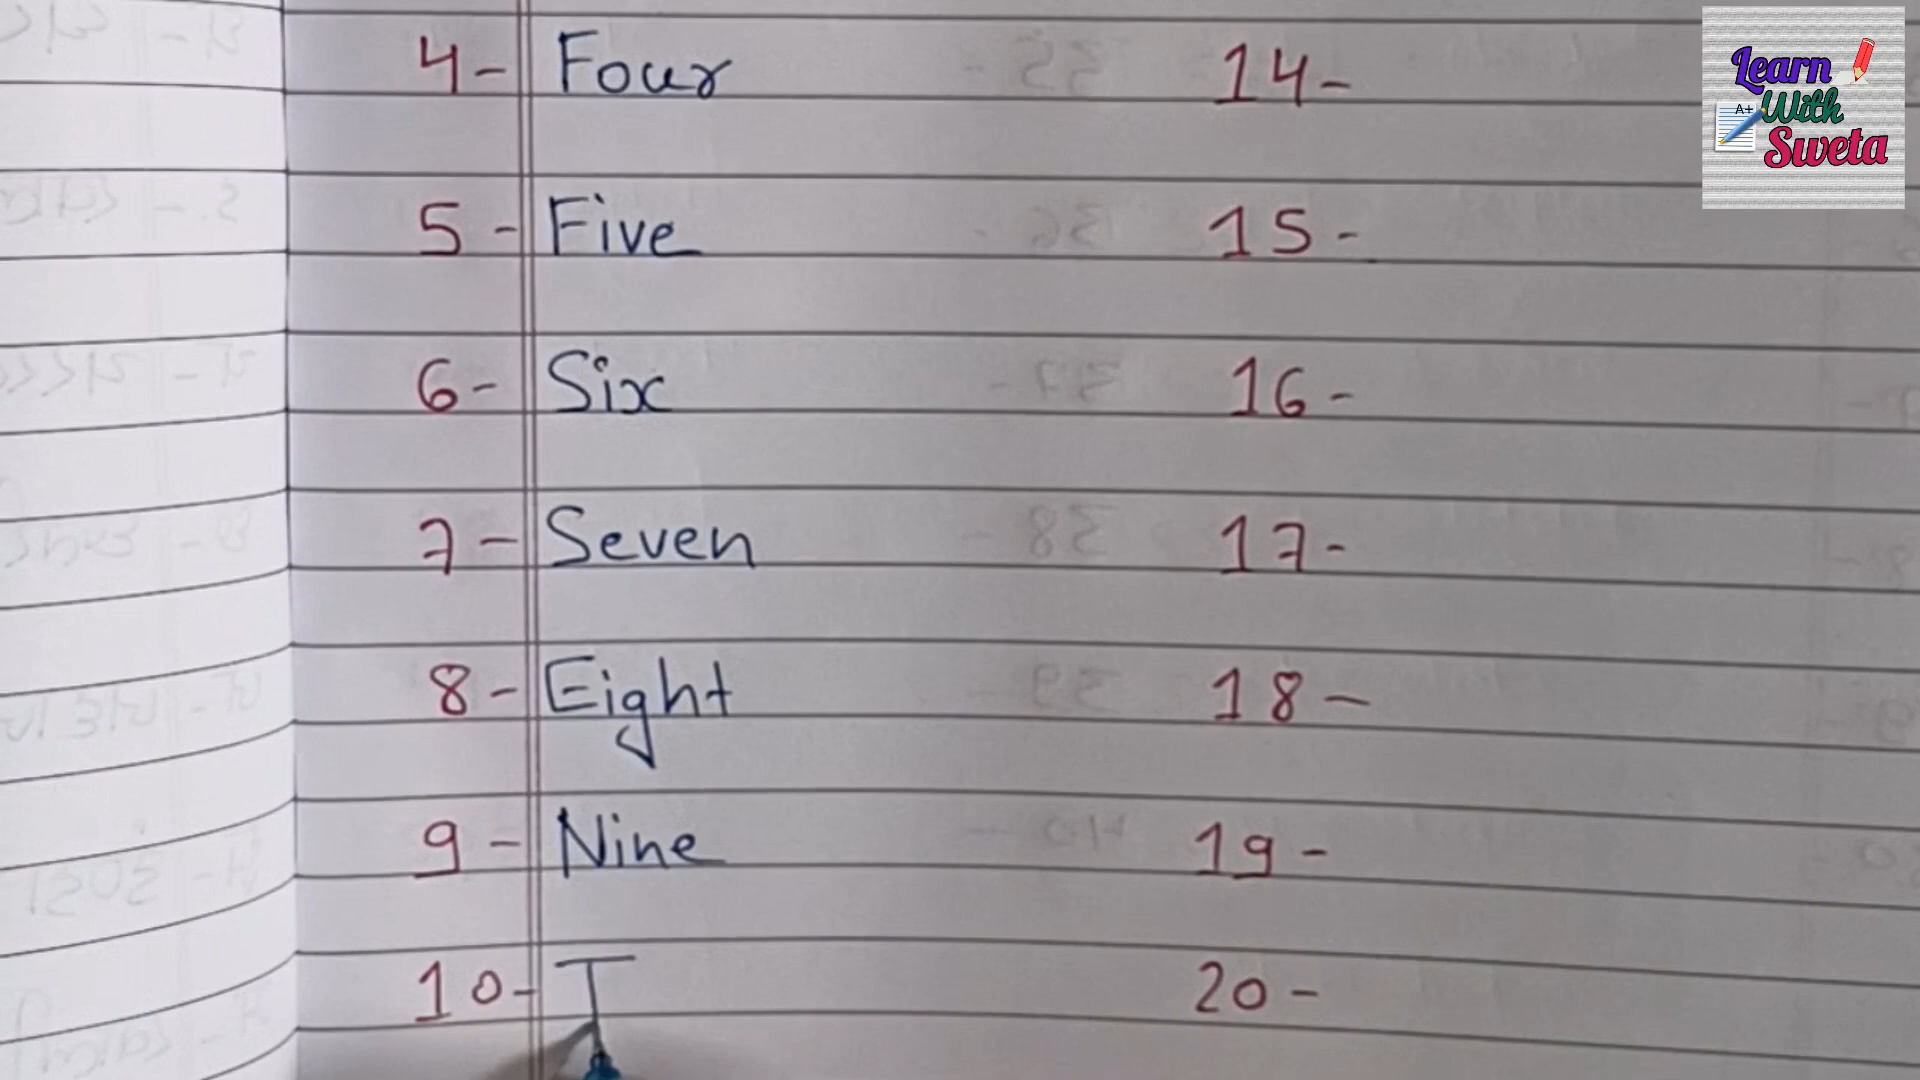 4 - Four 14 -
5 - Five 15 -
6 - Six 16 -
7 - Seven 17 -
8 - Eight 18 -
9 - Nine 19 -
10 - T 20 -
Learn
With
Sweta
A+